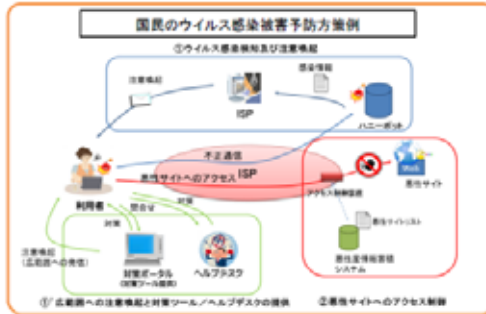 国民のウイルス感染被害予防方策例
①ウイルス感染検知及び注意喚起
注意喚起
感染情報
ISP
ハニーポット
不正通信
ISP
悪性サイトへのアクセス
アクセス制御装置
Web
悪性サイト
利用者
問合せ
対策
対策
悪性サイトリスト
注意喚起
(広範囲への発信)
対策ポータル
(対策ツール提供)
ヘルプデスク
悪性度情報蓄積
システム
①’広範囲への注意喚起と対策ツール/ヘルプデスクの提供
②悪性サイトへのアクセス制御